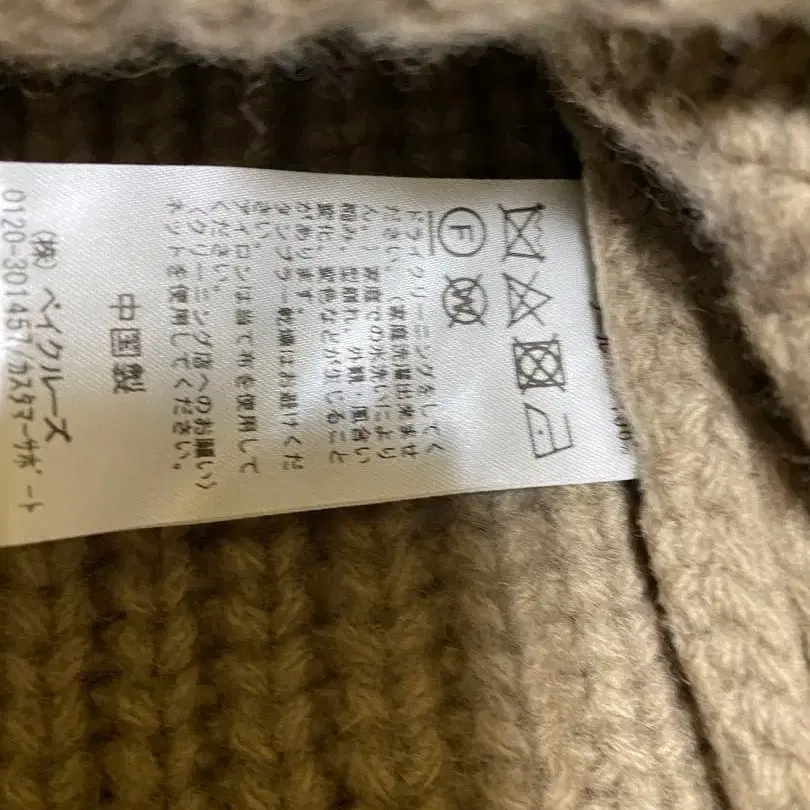 F
W
ドライクリーニングをしてく
ださい。(家庭洗濯出来ませ
ん。)家庭での水洗いにより
縮み、型崩れ、外観・風合い
変化、変色などが生じること
があります。
タンブラー乾燥はお避けくだ
さい。
アイロンは当て布を使用して
ください。
〈クリーニング店へのお願い〉
ネットを使用してください。
中国製
(株) ベイクルーズ
0120-301457/カスタマーサポート